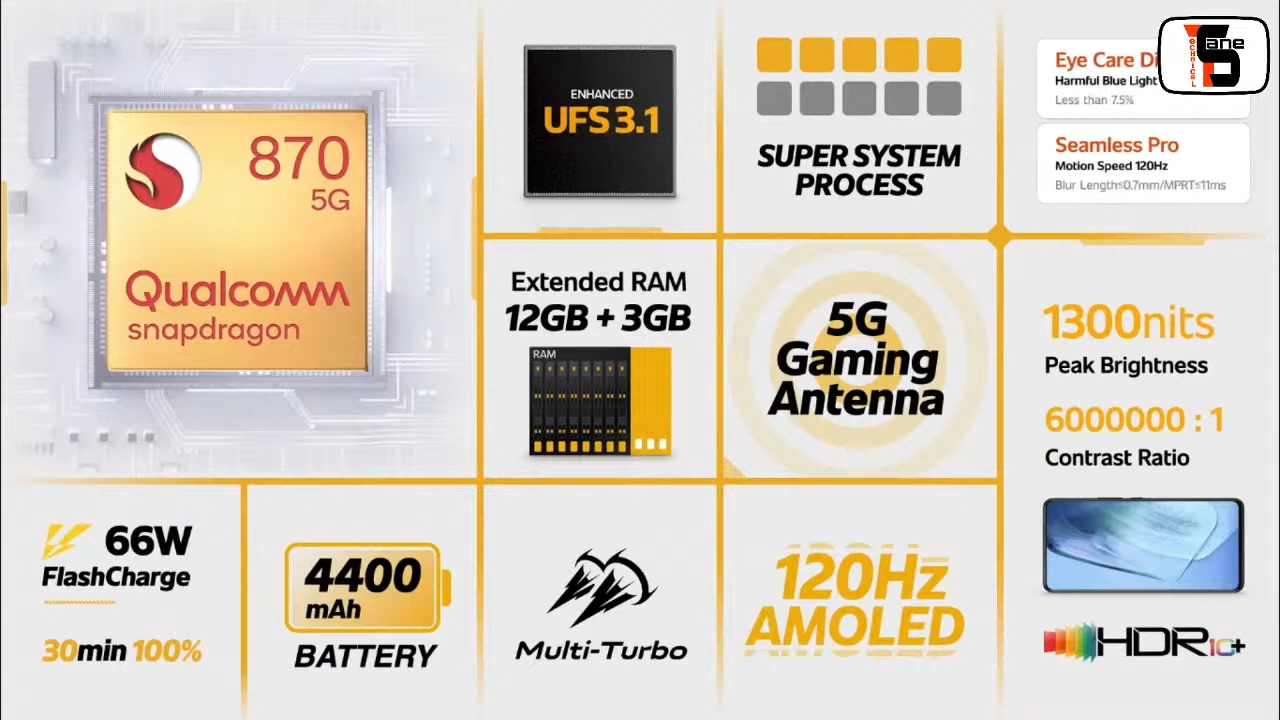 870
5G
Qualcomm
snapdragon
ENHANCED
UFS 3.1
SUPER SYSTEM
PROCESS
Eye Care Di
Harmful Blue Light
Less than 7.5%
Technical
Gane
Seamless Pro
Motion Speed 120Hz
Blur Length≤0.7mm/MPRT≤11ms
Extended RAM
12GB + 3GB
RAM
5G
Gaming
Antenna
1300nits
Peak Brightness
6000000 : 1
Contrast Ratio
66W
FlashCharge
30min 100%
4400
mAh
BATTERY
Multi-Turbo
120Hz
AMOLED
HDR10+